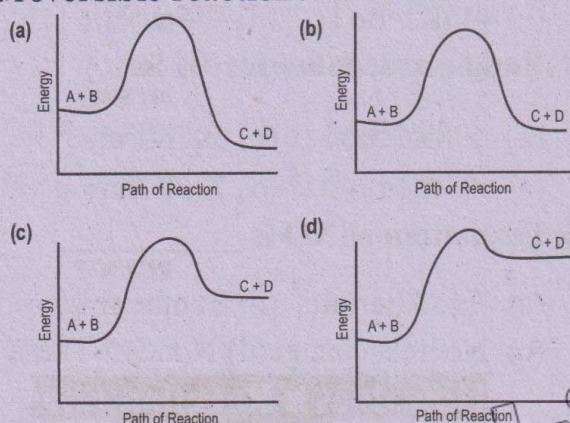 (a)
Energy
A + B
C + D
Path of Reaction
(b)
Energy
A + B
C + D
Path of Reaction
(c)
Energy
A + B
C + D
Path of Reaction
(d)
Energy
A + B
C + D
Path of Reaction